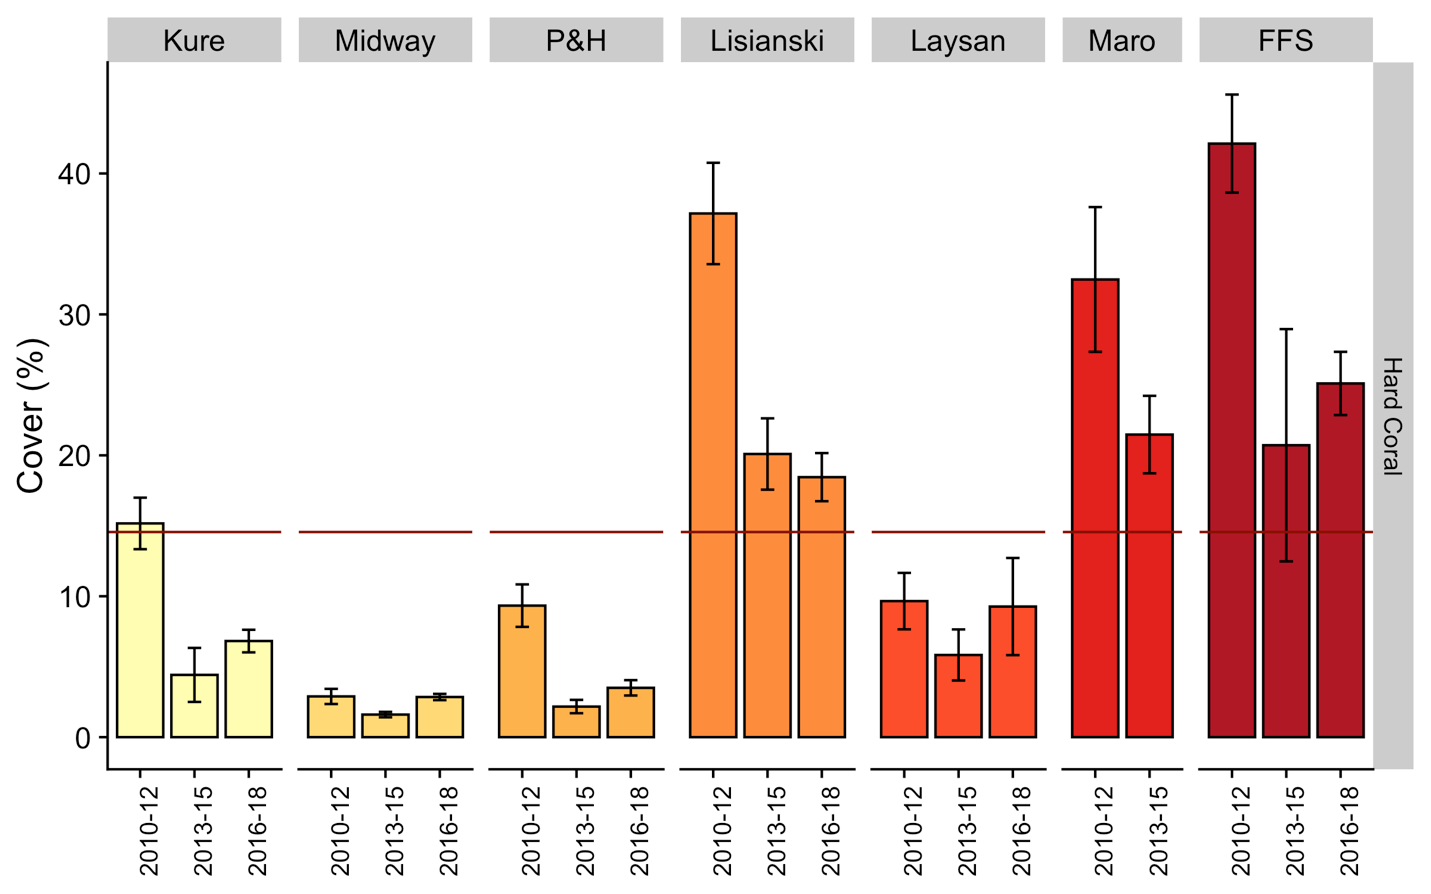 Kure Midway P&H Lisianski Laysan Maro FFS
Cover (%)
40
30
20
10
0
Hard Coral
2010-12 2013-15 2016-18 2010-12 2013-15 2016-18 2010-12 2013-15 2016-18 2010-12 2013-15 2016-18 2010-12 2013-15 2016-18 2010-12 2013-15 2010-12 2013-15 2016-18